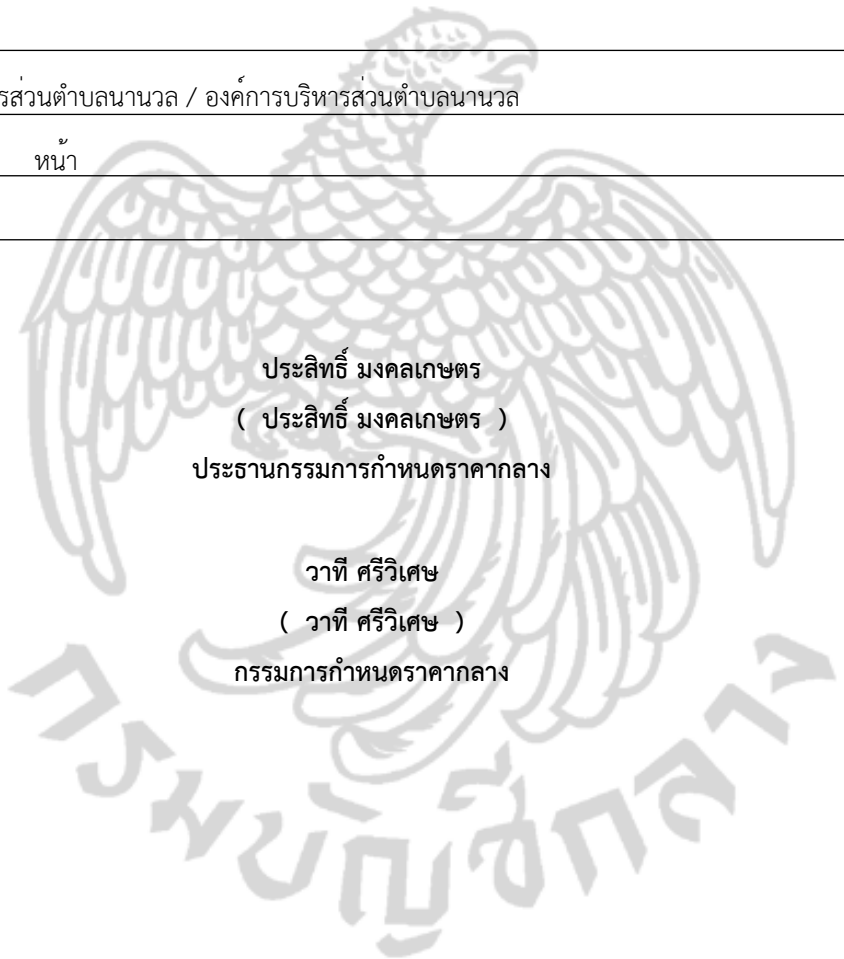 รส่วนตำบลนานวล / องค์การบริหารส่วนตำบลนานวล
หน้า
ประสิทธิ์ มงคลเกษตร
( ประสิทธิ์ มงคลเกษตร )
ประธานกรรมการกำหนดราคากลาง
วาที ศรีวิเศษ
( วาที ศรีวิเศษ )
กรรมการกำหนดราคากลาง
กรมบัญชีกลาง